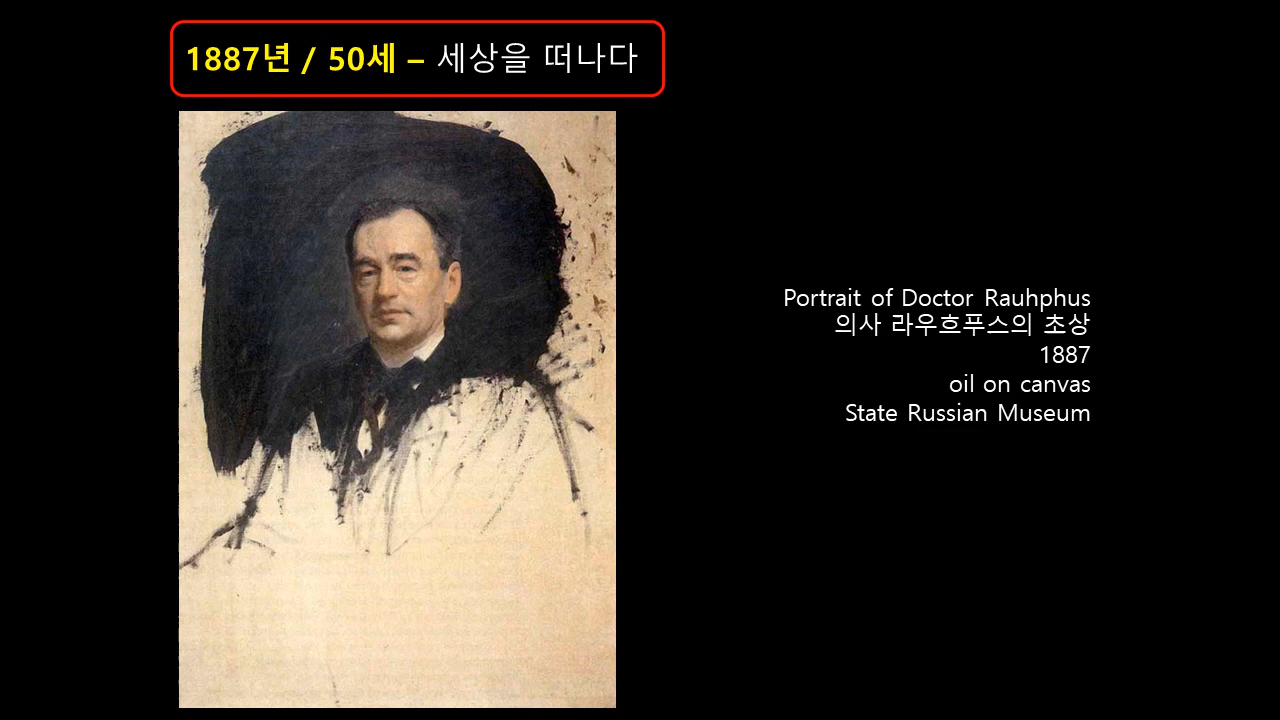 1887년 / 50세 – 세상을 떠나다
Portrait of Doctor Rauhphus
의사 라우흐푸스의 초상
1887
oil on canvas
State Russian Museum